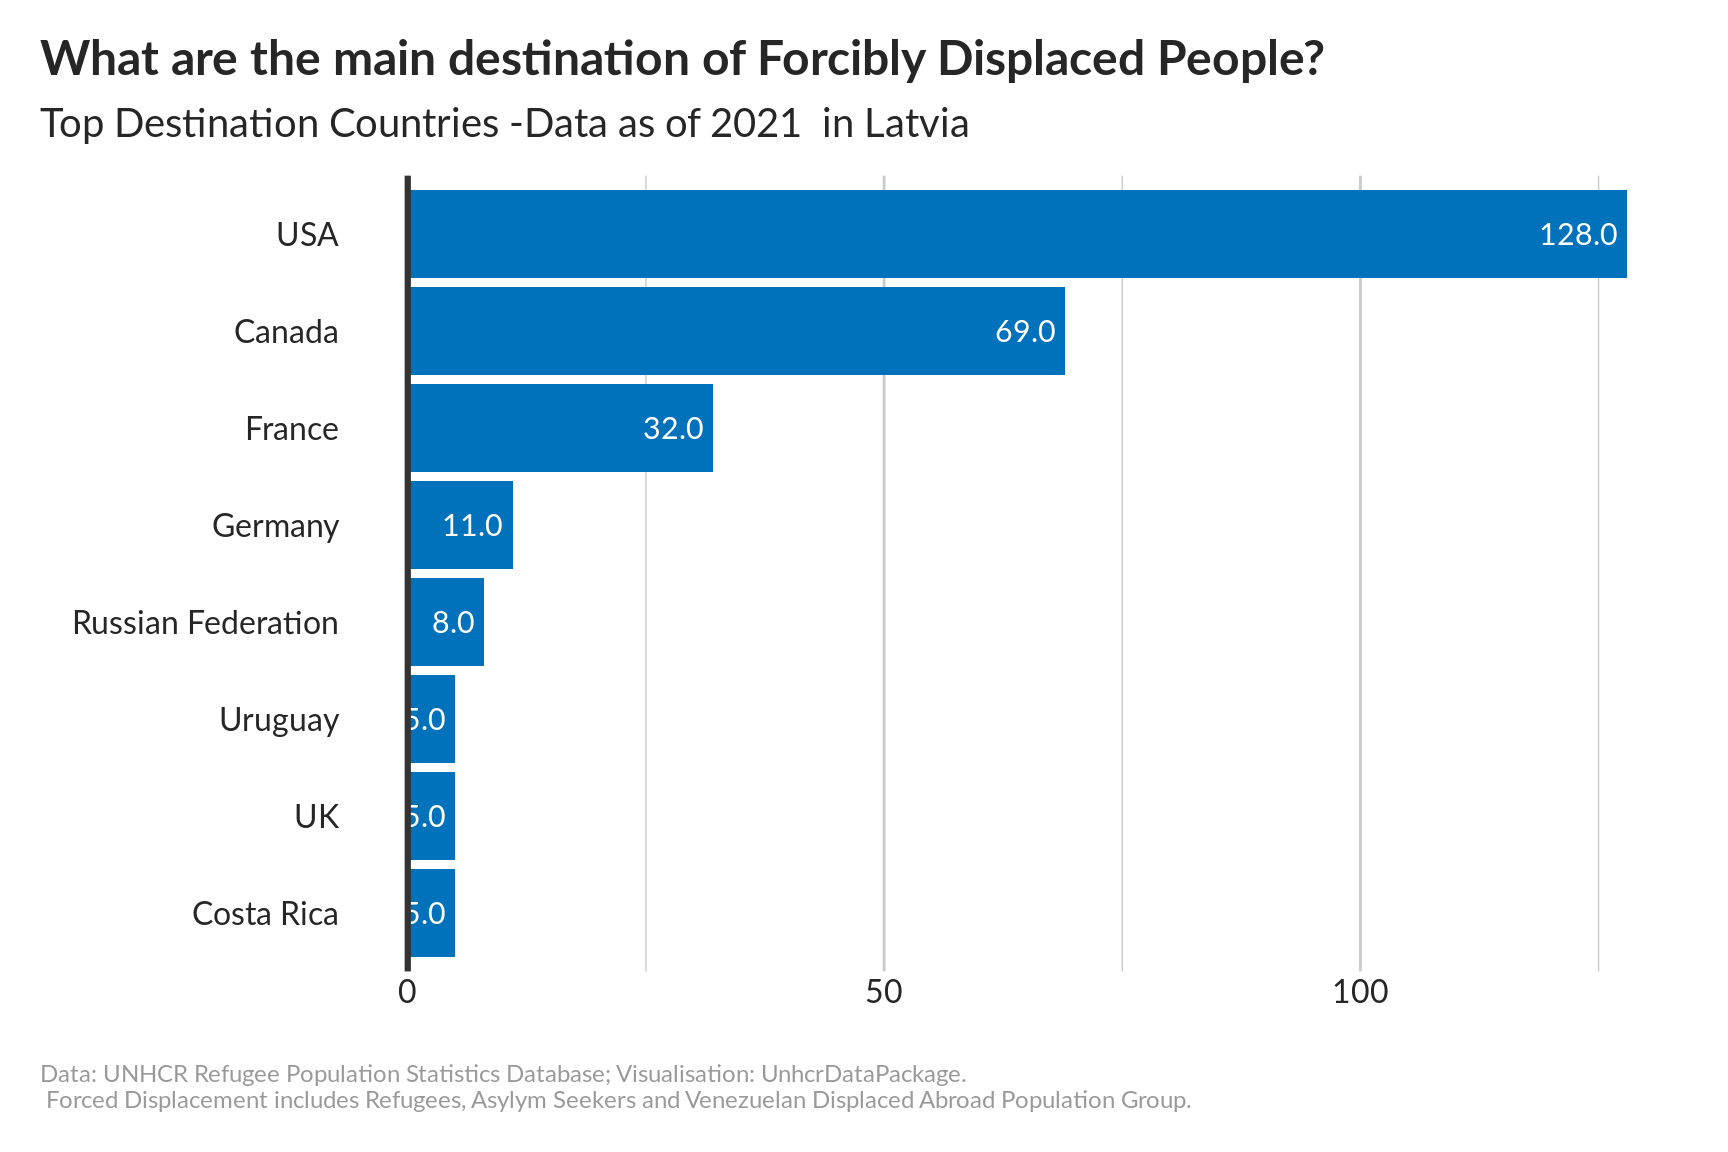 What are the main destination of Forcibly Displaced People?
Top Destination Countries -Data as of 2021  in Latvia
USA 128.0
Canada 69.0
France 32.0
Germany 11.0
Russian Federation 8.0
Uruguay 5.0
UK 5.0
Costa Rica 5.0
0 50 100
Data: UNHCR Refugee Population Statistics Database; Visualisation: UnhcrDataPackage.
Forced Displacement includes Refugees, Asylym Seekers and Venezuelan Displaced Abroad Population Group.